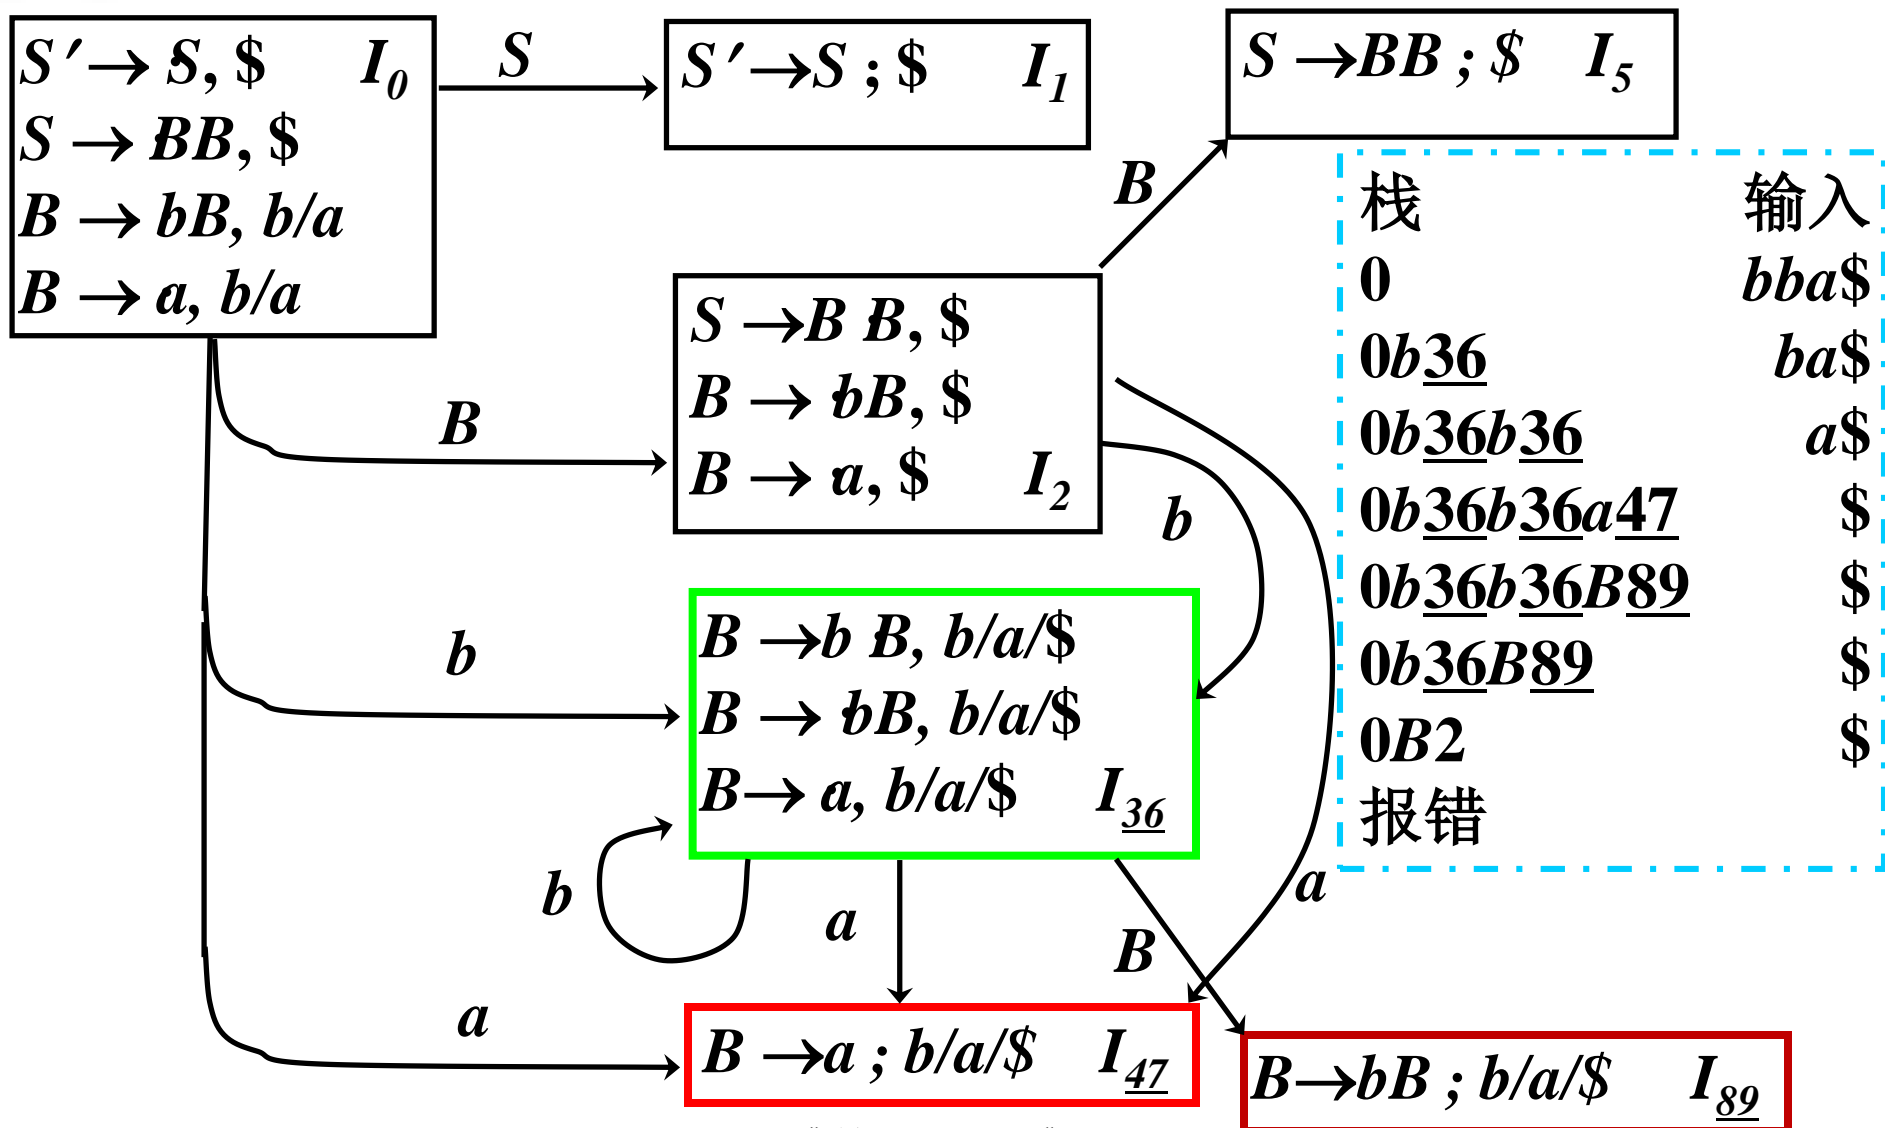 S′→ ·S, $ I0
S → ·BB, $
B → ·bB, b/a
B → ·a, b/a
S
S′→S ·, $ I1
S →BB ·, $ I5
B
B
S →B ·B, $
B → ·bB, $
B → ·a, $ I2
b
a
b
B →b ·B, b/a/$
B → ·bB, b/a/$
B→ ·a, b/a/$ I36
b
a
B
a
B →a ·, b/a/$ I47
B→bB ·, b/a/$ I89
栈 输入
0 bba$
0b36 ba$
0b36b36 a$
0b36b36a47 $
0b36b36B89 $
0b36B89 $
0B2 $
报错